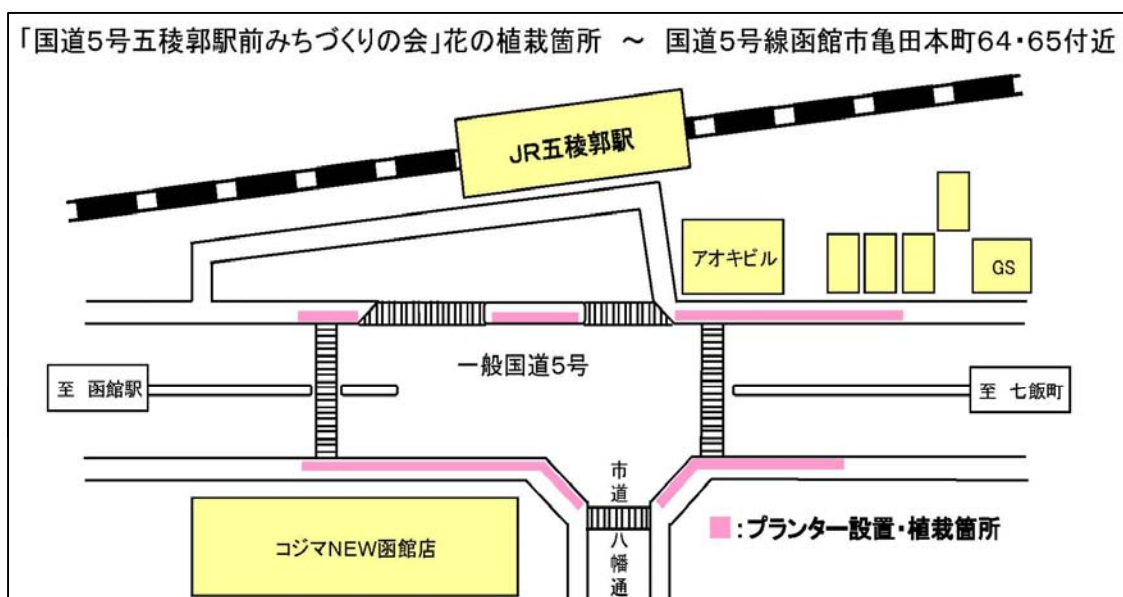 「国道5号五稜郭駅前みちづくりの会」花の植栽箇所 ~ 国道5号線函館市亀田本町64・65付近
JR五稜郭駅
アオキビル
GS
一般国道5号
至 函館駅
至 七飯町
市道八幡通
:プランター設置・植栽箇所
コジマNEW函館店